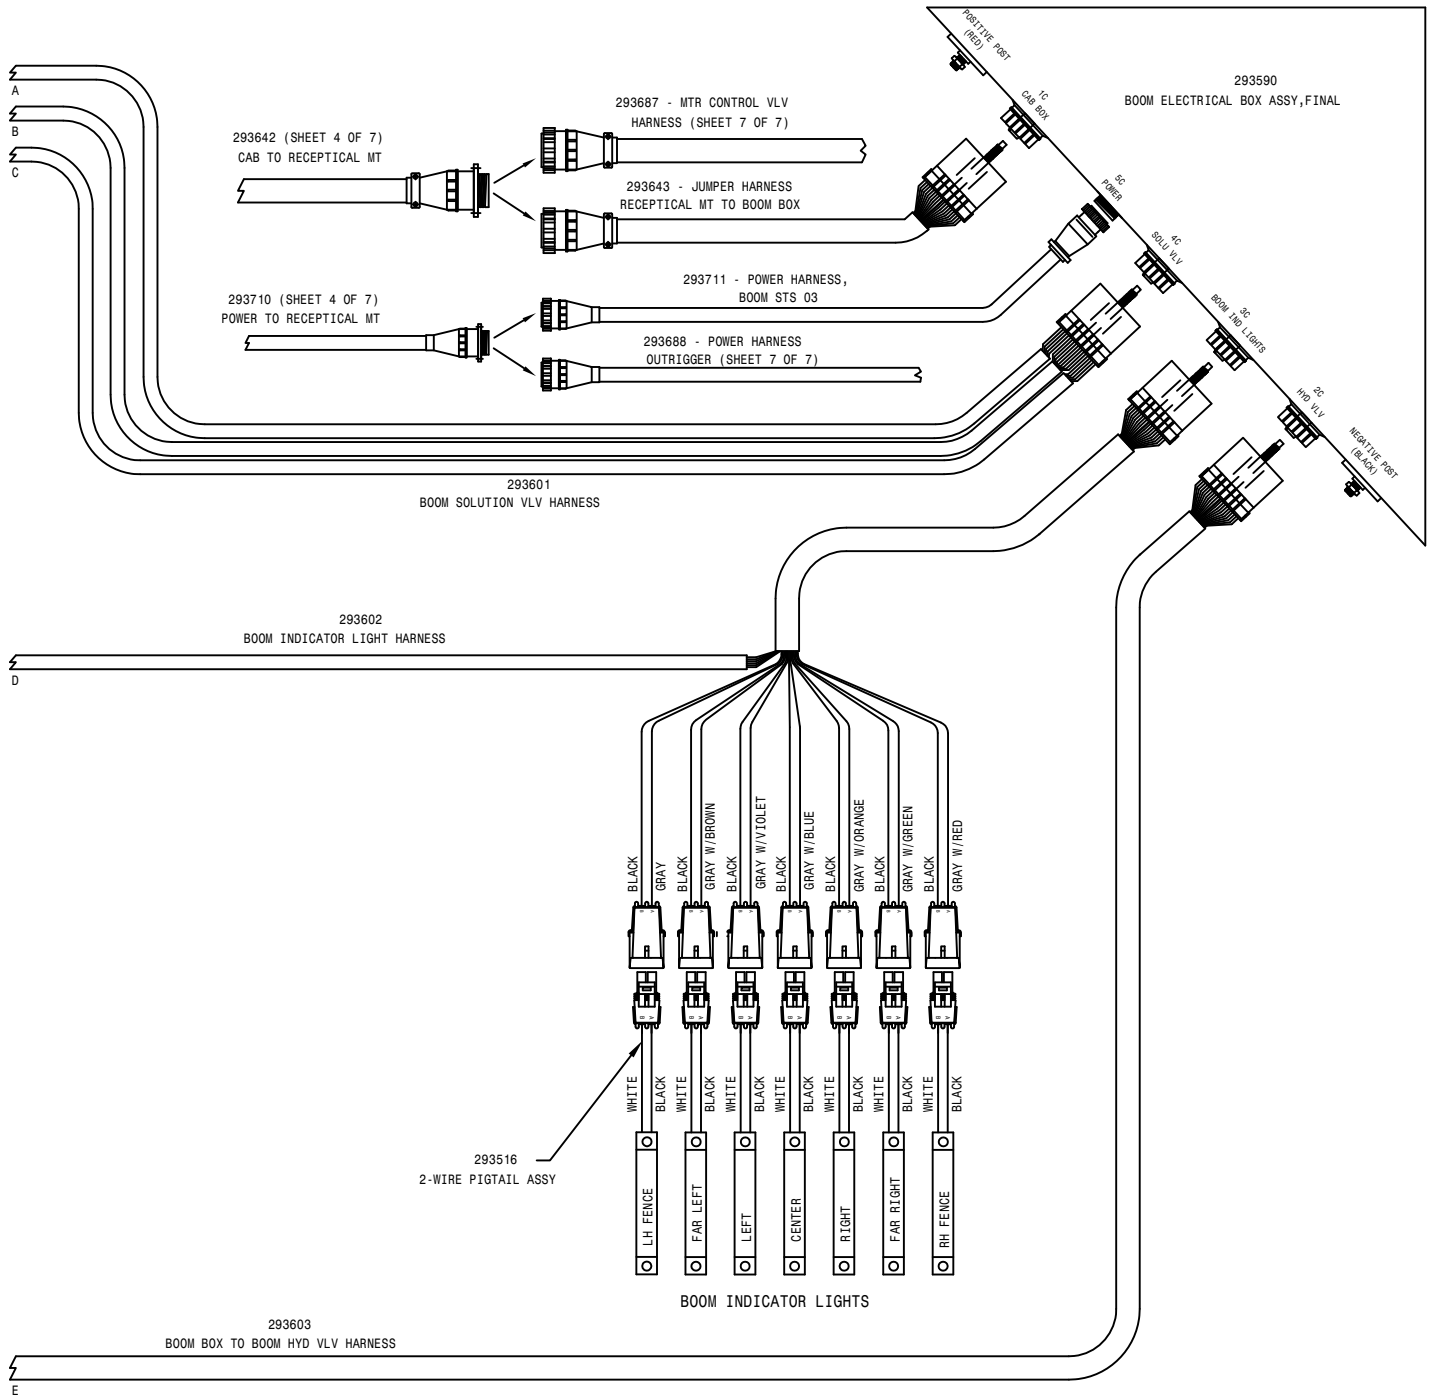 POSITIVE POST
(RED)
293590
BOOM ELECTRICAL BOX ASSY,FINAL
1C
CAB BOX
A
B
C
293642 (SHEET 4 OF 7)
CAB TO RECEPTICAL MT
293687 - MTR CONTROL VLV
HARNESS (SHEET 7 OF 7)
293643 - JUMPER HARNESS
RECEPTICAL MT TO BOOM BOX
5C
POWER
4C
SOLU VLV
293711 - POWER HARNESS,
BOOM STS 03
293710 (SHEET 4 OF 7)
POWER TO RECEPTICAL MT
293688 - POWER HARNESS
OUTRIGGER (SHEET 7 OF 7)
3C
BOOM IND LIGHTS
2C
HYD VLV
NEGATIVE POST
(BLACK)
293601
BOOM SOLUTION VLV HARNESS
293602
BOOM INDICATOR LIGHT HARNESS
D
BLACK
GRAY
BLACK
GRAY W/BROWN
BLACK
GRAY W/VIOLET
BLACK
GRAY W/BLUE
BLACK
GRAY W/ORANGE
BLACK
GRAY W/GREEN
BLACK
GRAY W/RED
B A
B A
B A
B A
B A
B A
B A
B A
B A
B A
B A
B A
B A
B A
WHITE
BLACK
WHITE
BLACK
WHITE
BLACK
WHITE
BLACK
WHITE
BLACK
WHITE
BLACK
WHITE
BLACK
293516
2-WIRE PIGTAIL ASSY
LH FENCE
FAR LEFT
LEFT
CENTER
RIGHT
FAR RIGHT
RH FENCE
BOOM INDICATOR LIGHTS
293603
BOOM BOX TO BOOM HYD VLV HARNESS
E